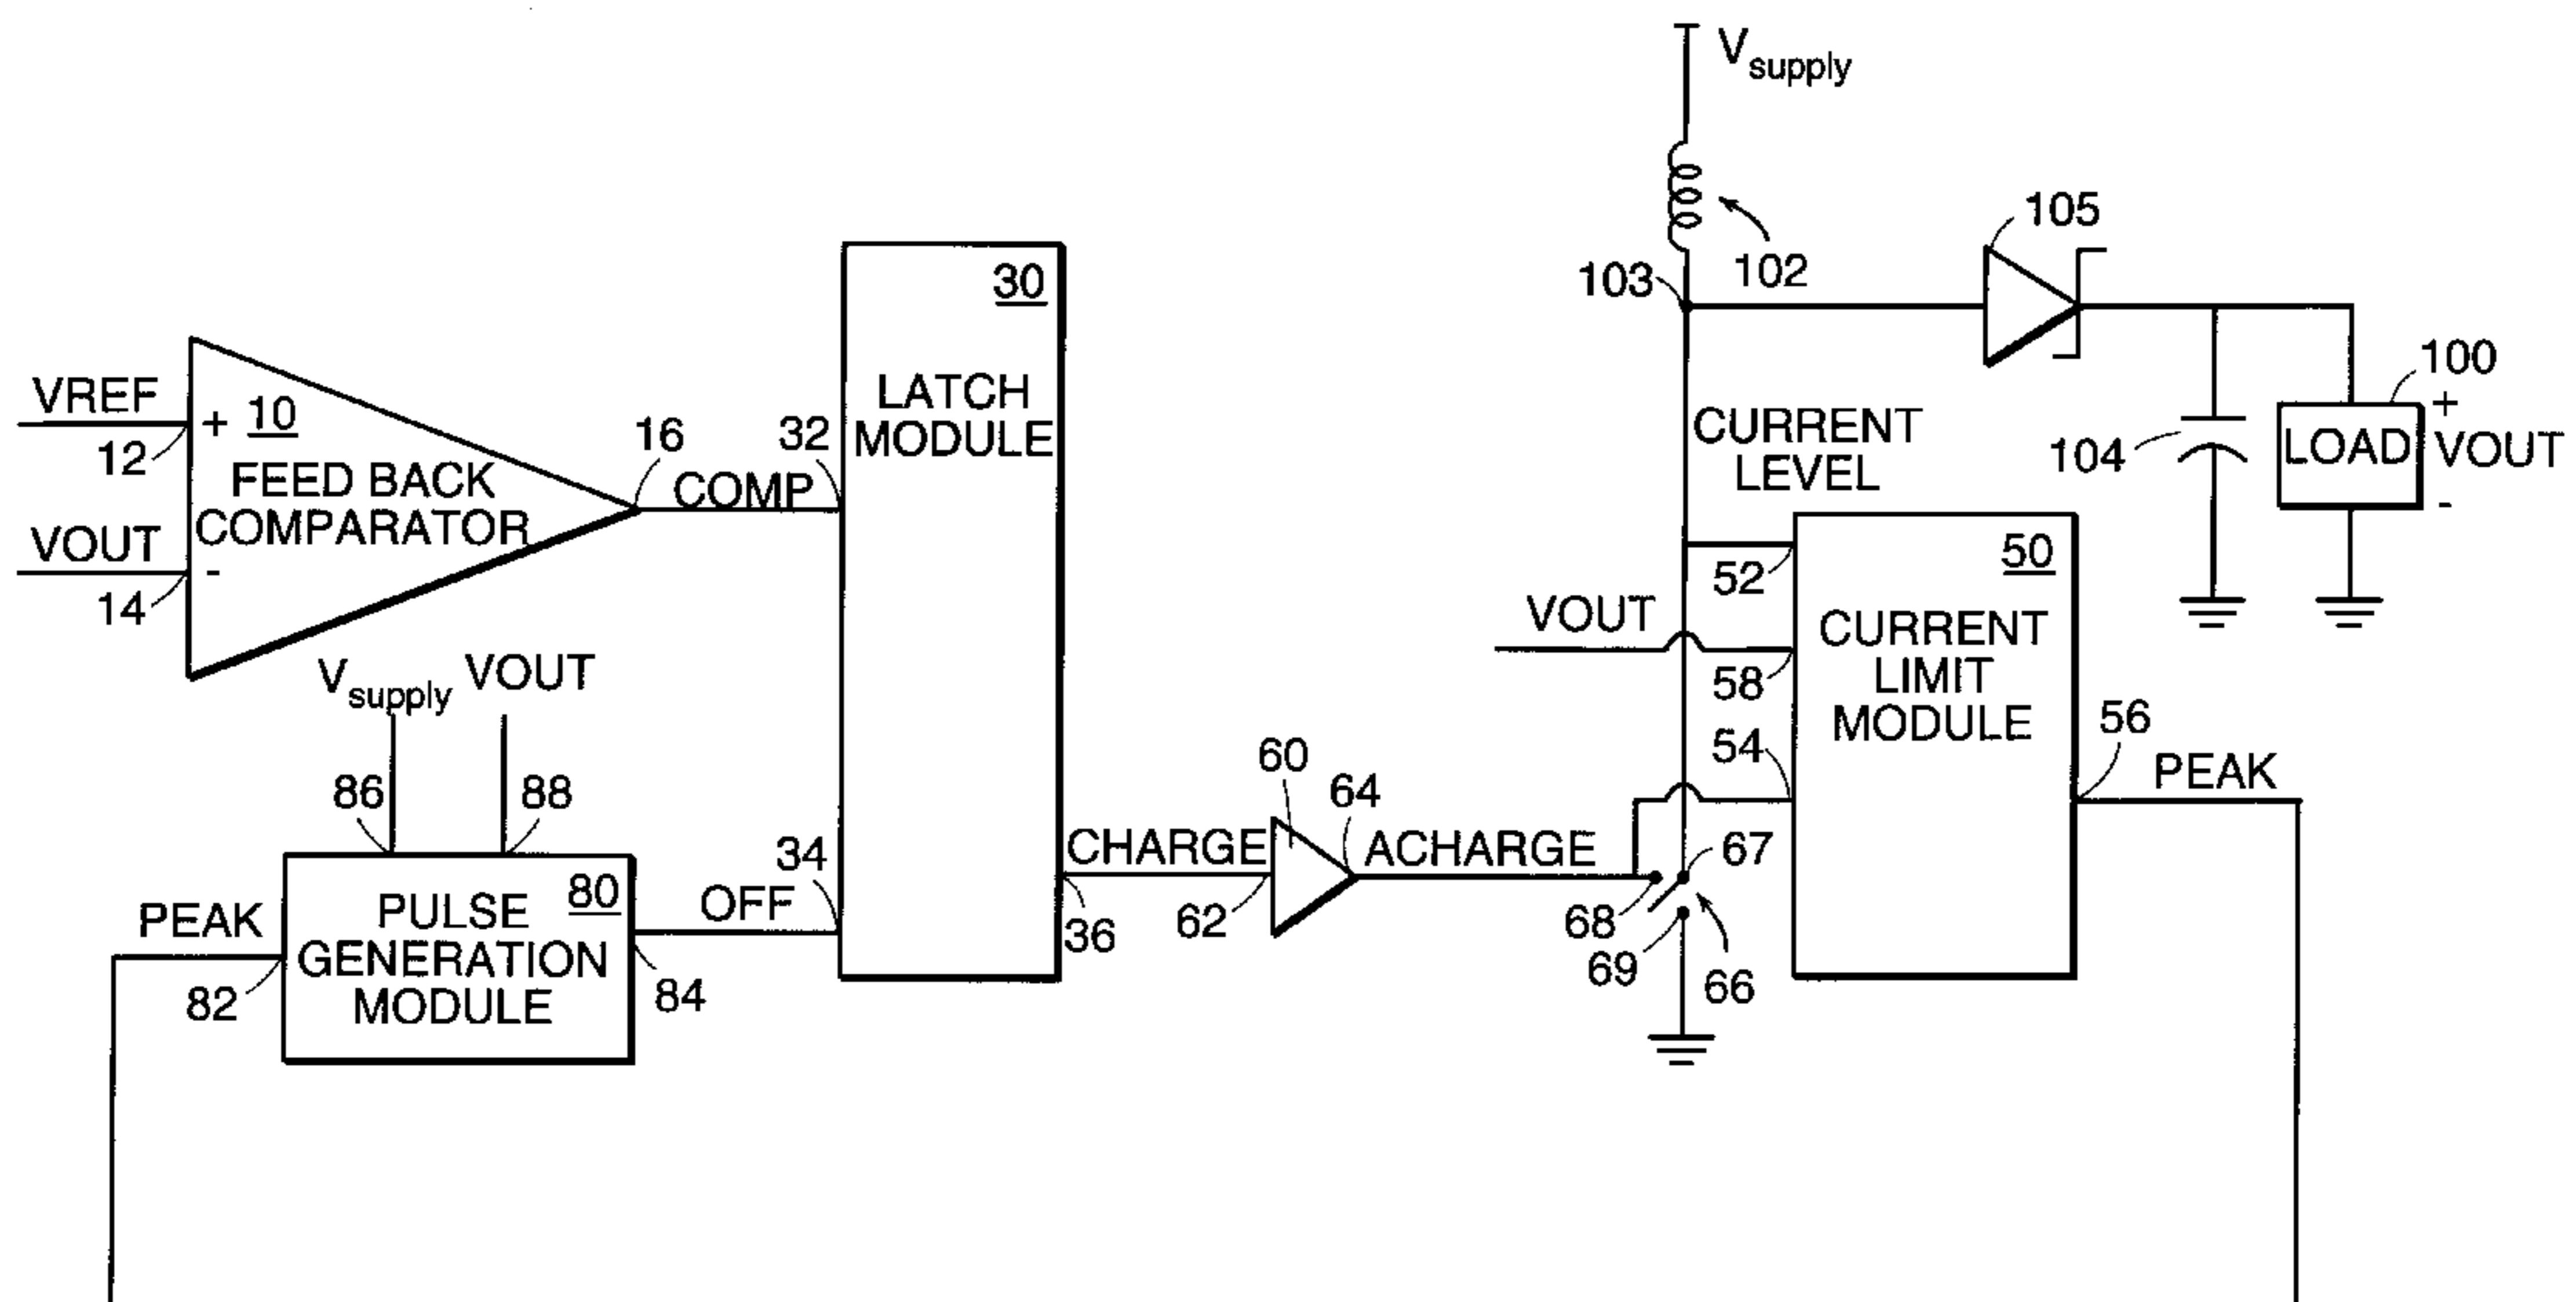 Vsupply
105
102
103
30
LATCH
MODULE
VREF
12
+
10
FEED BACK
COMPARATOR
VOUT
14
-
16
COMP
32
CURRENT
LEVEL
104
100
+
LOAD
VOUT
-
52
50
VOUT
58
CURRENT
LIMIT
MODULE
54
56
PEAK
Vsupply
VOUT
86
88
PEAK
82
80
PULSE
GENERATION
MODULE
84
OFF
34
36
CHARGE
62
60
64
ACHARGE
68
67
69
66